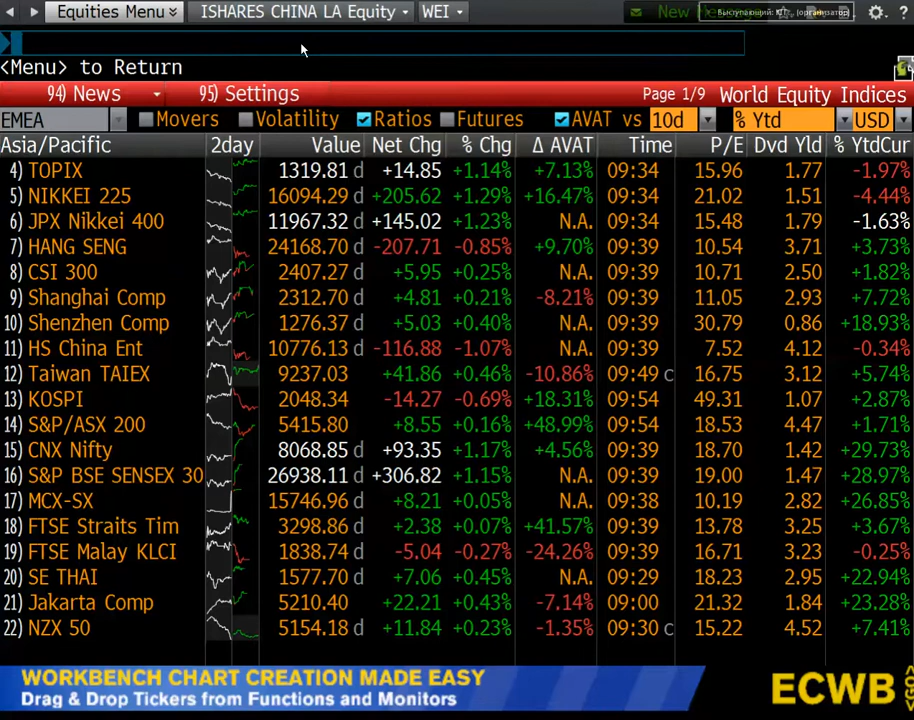 Equities Menu ISHARES CHINA LA Equity WEI New Me
<Menu> to Return
94) News 95) Settings Page 1/9 World Equity Indices
EMEA Movers Volatility Ratios Futures AVAT vs 10d % Ytd USD
Asia/Pacific 2day Value Net Chg % Chg Δ AVAT Time P/E Dvd Yld % YtdCur
4) TOPIX 1319.81 d +14.85 +1.14% +7.13% 09:34 15.96 1.77 -1.97%
5) NIKKEI 225 16094.29 d +205.62 +1.29% +16.47% 09:34 21.02 1.51 -4.44%
6) JPX Nikkei 400 11967.32 d +145.02 +1.23% N.A. 09:34 15.48 1.79 -1.63%
7) HANG SENG 24168.70 d -207.71 -0.85% +9.70% 09:39 10.54 3.71 +3.73%
8) CSI 300 2407.27 d +5.95 +0.25% N.A. 09:39 10.71 2.50 +1.82%
9) Shanghai Comp 2312.70 d +4.81 +0.21% -8.21% 09:39 11.05 2.93 +7.72%
10) Shenzhen Comp 1276.37 d +5.03 +0.40% N.A. 09:39 30.79 0.86 +18.93%
11) HS China Ent 10776.13 d -116.88 -1.07% N.A. 09:39 7.52 4.12 -0.34%
12) Taiwan TAIEX 9237.03 +41.86 +0.46% -10.86% 09:49 c 16.75 3.12 +5.74%
13) KOSPI 2048.34 -14.27 -0.69% +18.31% 09:54 49.31 1.07 +2.87%
14) S&P/ASX 200 5415.80 +8.55 +0.16% +48.99% 09:54 18.53 4.47 +1.71%
15) CNX Nifty 8068.85 d +93.35 +1.17% +4.56% 09:39 18.70 1.42 +29.73%
16) S&P BSE SENSEX 30 26938.11 d +306.82 +1.15% N.A. 09:39 19.00 1.47 +28.97%
17) MCX-SX 15746.96 d +8.21 +0.05% N.A. 09:38 10.19 2.82 +26.85%
18) FTSE Straits Tim 3298.86 d +2.38 +0.07% +41.57% 09:39 13.78 3.25 +3.67%
19) FTSE Malay KLCI 1838.74 d -5.04 -0.27% -24.26% 09:39 16.71 3.23 -0.25%
20) SE THAI 1577.70 d +7.06 +0.45% N.A. 09:29 18.23 2.95 +22.94%
21) Jakarta Comp 5210.40 +22.21 +0.43% -7.14% 09:00 21.32 1.84 +23.28%
22) NZX 50 5154.18 d +11.84 +0.23% -1.35% 09:30 c 15.22 4.52 +7.41%
WORKBENCH CHART CREATION MADE EASY
Drag & Drop Tickers from Functions and Monitors
ECWB